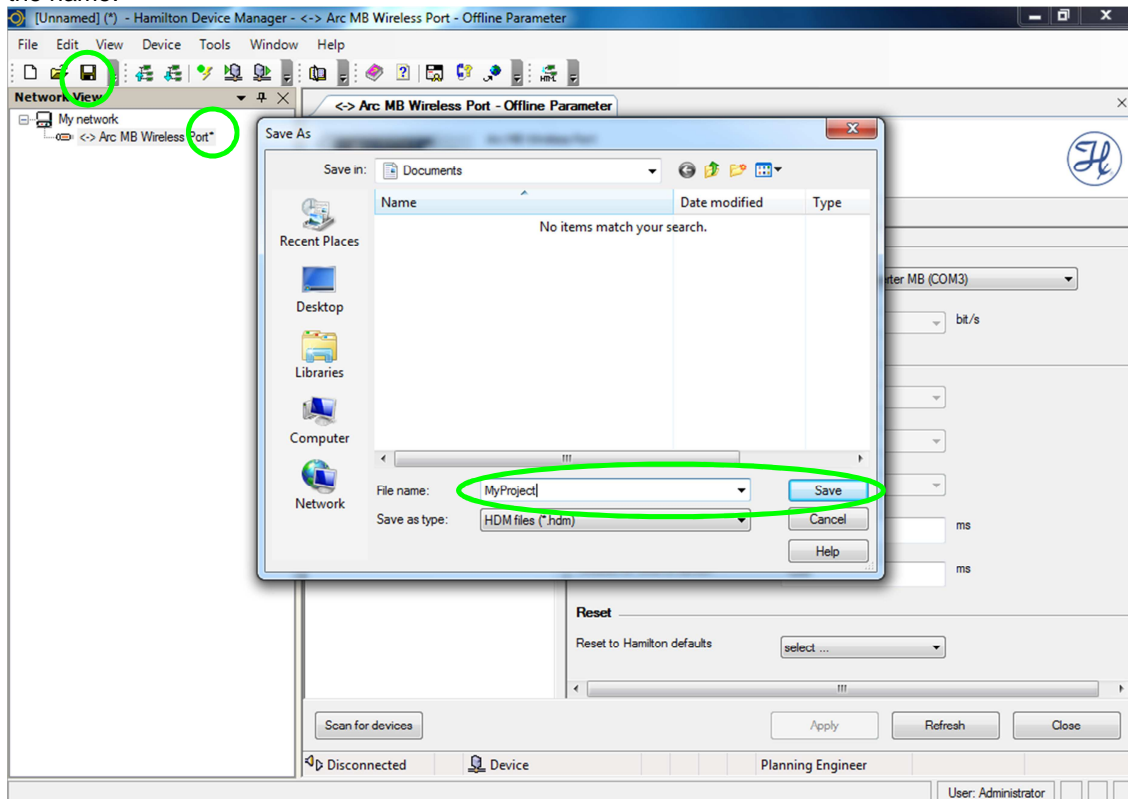 the name.
[Unnamed] (*) - Hamilton Device Manager - <-> Arc MB Wireless Port - Offline Parameter
File Edit View Device Tools Window Help
Network View
<-> Arc MB Wireless Port - Offline Parameter
My network
<-> Arc MB Wireless Port*
Save As
Save in: Documents
Name Date modified Type
No items match your search.
Recent Places
Desktop
Libraries
Computer
Network
File name: MyProject Save
Save as type: HDM files (*.hdm) Cancel
Help
MB (COM3)
bit/s
ms
ms
Reset
Reset to Hamilton defaults select ...
Scan for devices Apply Refresh Close
Disconnected Device Planning Engineer
User: Administrator